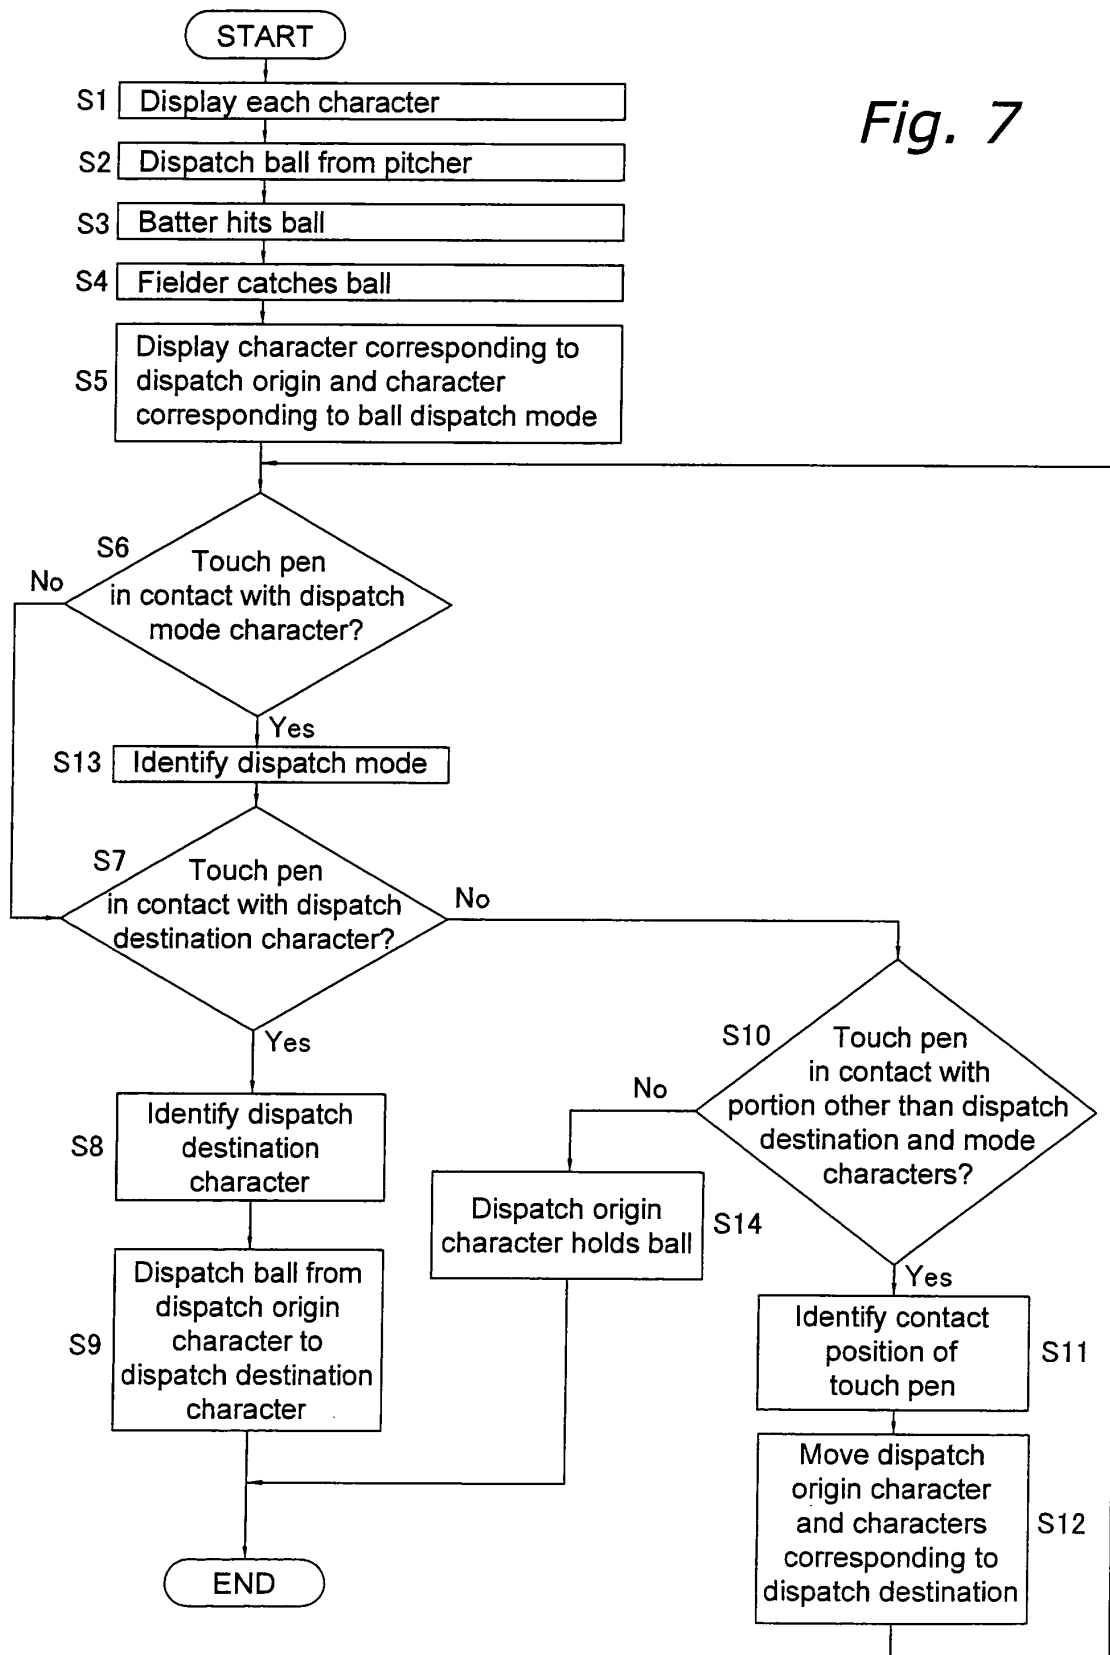 START
Fig. 7
S1 Display each character
S2 Dispatch ball from pitcher
S3 Batter hits ball
S4 Fielder catches ball
S5
Display character corresponding to
dispatch origin and character
corresponding to ball dispatch mode
S6
No
Touch pen
in contact with dispatch
mode character?
Yes
S13 Identify dispatch mode
S7
Touch pen
in contact with dispatch
destination character?
No
Yes
S10
Touch pen
in contact with
portion other than dispatch
destination and mode
characters?
No
Yes
S8
Identify dispatch
destination
character
Dispatch origin
character holds ball
S14
S9
Dispatch ball from
dispatch origin
character to
dispatch destination
character
Identify contact
position of
touch pen
S11
Move dispatch
origin character
and characters
corresponding to
dispatch destination
S12
END